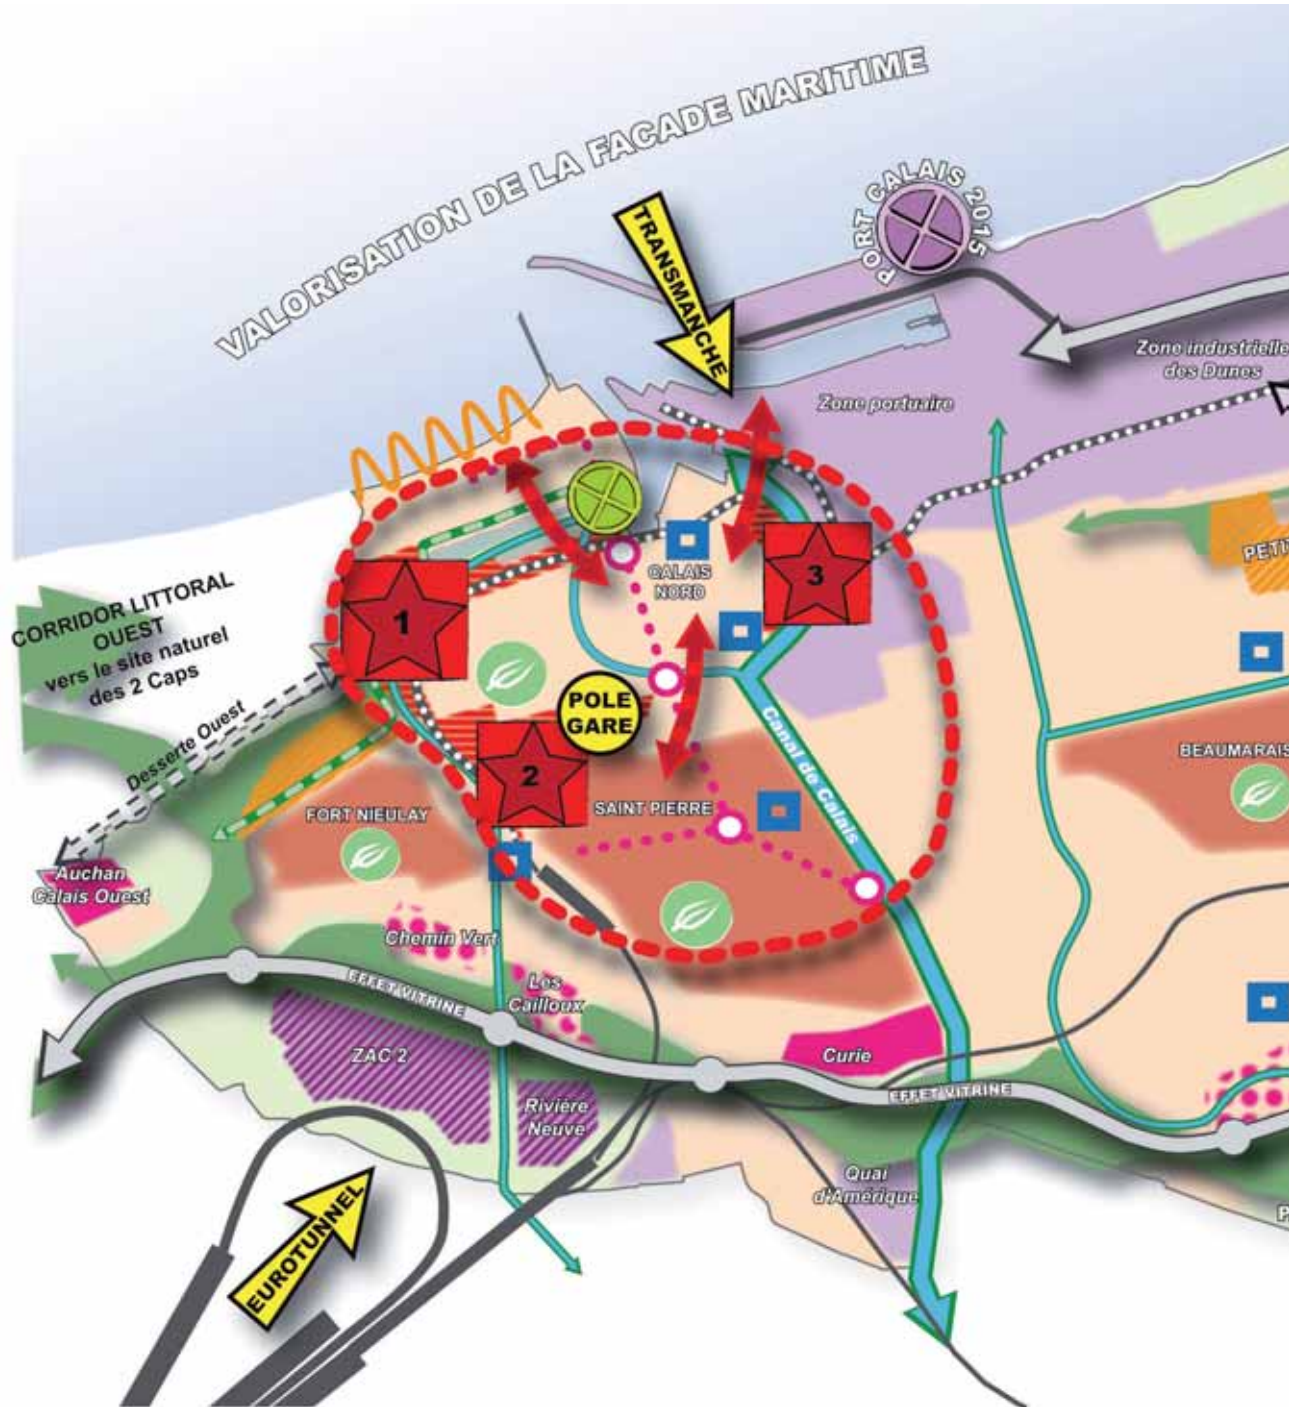 VALORISATION DE LA FACADE MARITIME
PORT CALAIS 2015
TRANSMANCHE
Zone industrielle
des Dunes
Zone portuaire
PETIT
CORRIDOR LITTORAL
OUEST
vers le site naturel
des 2 Caps
Desserte Ouest
1
CALAIS
NORD
3
POLE
GARE
2
SAINT PIERRE
Canal de Calais
BEAUMARAIS
FORT NIEULAY
Auchan
Calais Ouest
Chemin Vert
EFFET VITRINE
Les
Cailloux
ZAC 2
Rivière
Neuve
Curie
EFFET VITRINE
Quai
d'Amérique
P
EUROTUNNEL